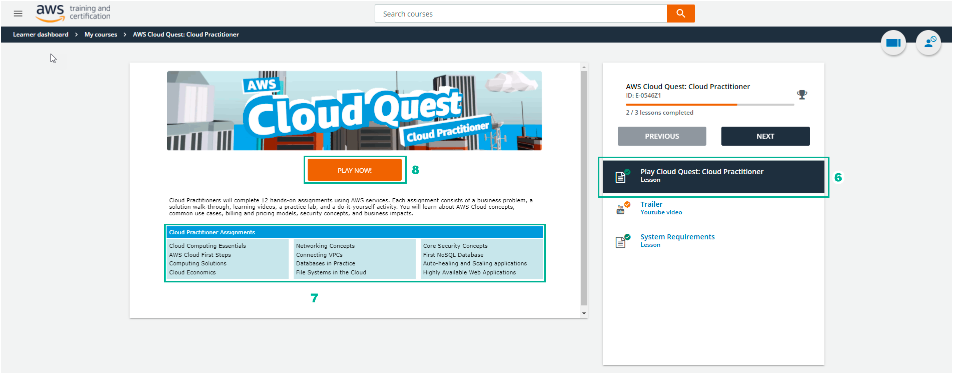 aws training and certification
Search courses
Learner dashboard > My courses > AWS Cloud Quest: Cloud Practitioner
AWS
Cloud Quest
Cloud Practitioner
PLAY NOW!
8
Cloud Practitioners will complete 12 hands-on assignments using AWS services. Each assignment consists of a business problem, a
solution walk through, learning videos, a practice lab, and a do it yourself activity. You will learn about AWS Cloud concepts,
common use cases, billing and pricing models, security concepts, and business impacts.
Cloud Practitioner Assignments
Cloud Computing Essentials Networking Concepts Core Security Concepts
AWS Cloud First Steps Connecting VPCs First NoSQL Database
Computing Solutions Databases in Practice Auto-healing and Scaling applications
Cloud Economics File Systems in the Cloud Highly Available Web Applications
7
AWS Cloud Quest: Cloud Practitioner
ID: E-0546Z1
2 / 3 lessons completed
PREVIOUS NEXT
Play Cloud Quest: Cloud Practitioner
Lesson
6
Trailer
Youtube video
System Requirements
Lesson